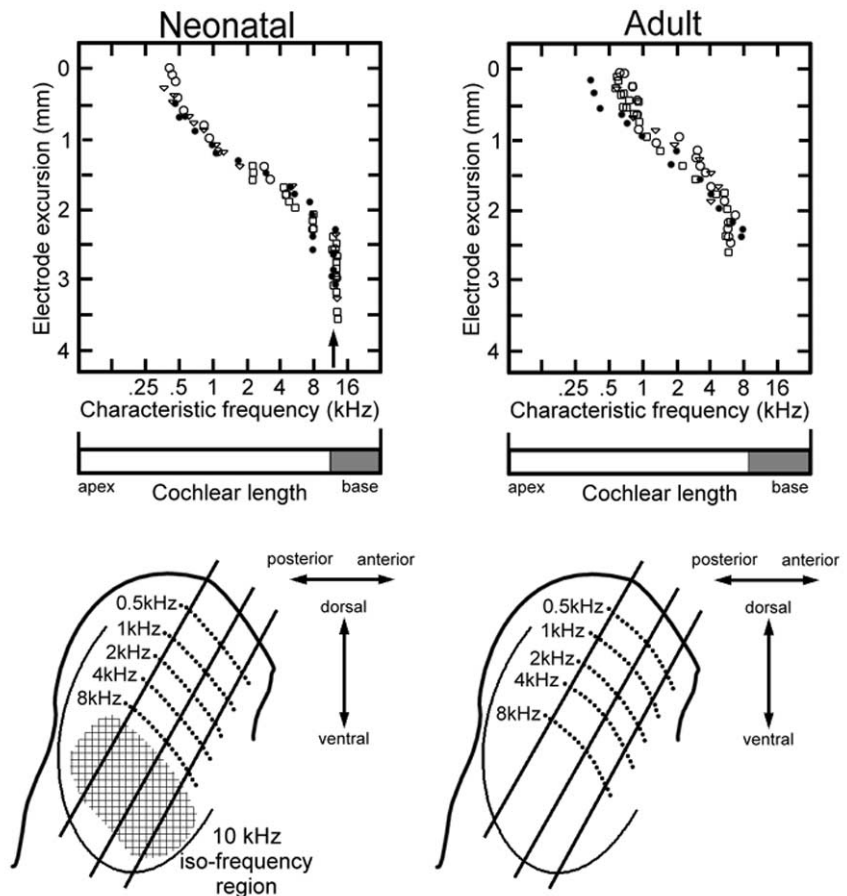 Neonatal
Electrode excursion (mm)
0
1
2
3
4
.25 .5 1 2 4 8 16
Characteristic frequency (kHz)
apex Cochlear length base
Adult
Electrode excursion (mm)
0
1
2
3
4
.25 .5 1 2 4 8 16
Characteristic frequency (kHz)
apex Cochlear length base
posterior anterior
dorsal
ventral
0.5kHz
1kHz
2kHz
4kHz
8kHz
10 kHz
iso-frequency
region
posterior anterior
dorsal
ventral
0.5kHz
1kHz
2kHz
4kHz
8kHz